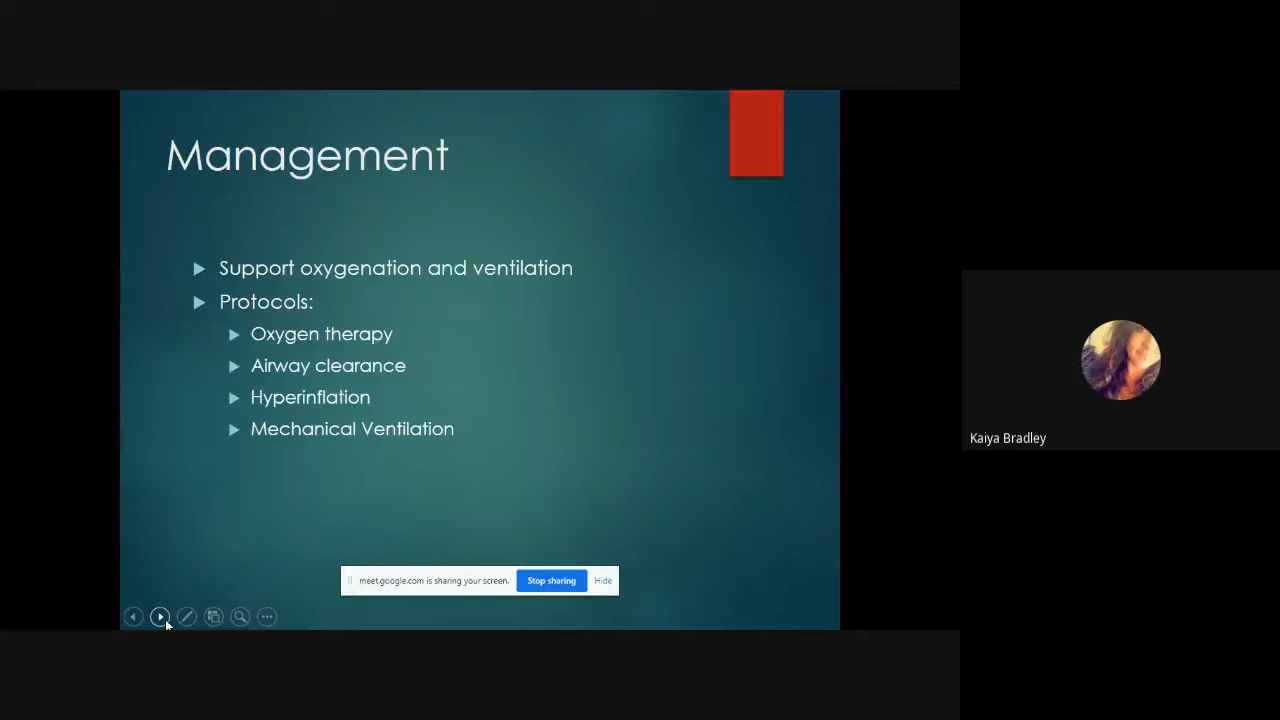 Management
Support oxygenation and ventilation
Protocols:
Oxygen therapy
Airway clearance
Hyperinflation
Mechanical Ventilation
Kaiya Bradley
meet.google.com is sharing your screen. Stop sharing Hide